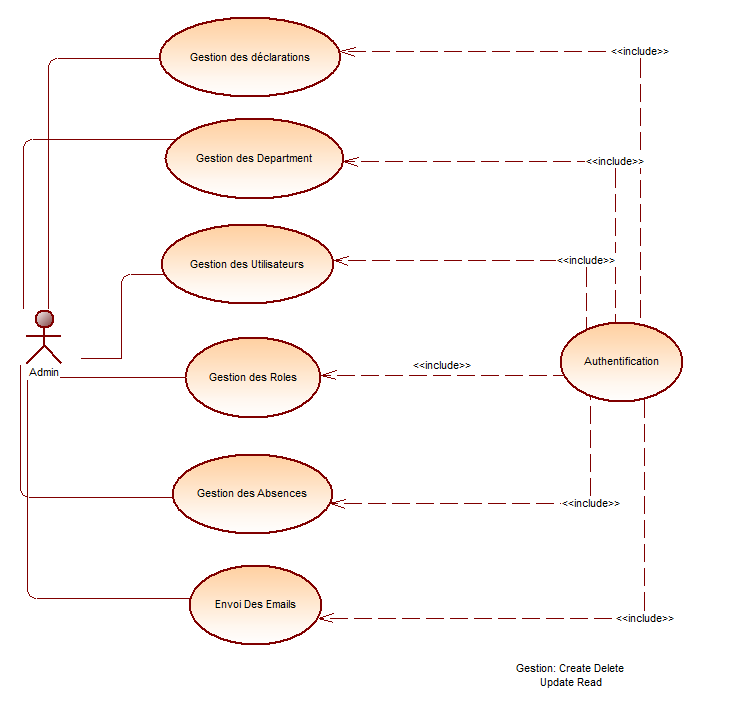 Gestion des déclarations
<<include>>
Gestion des Department
<<include>>
Gestion des Utilisateurs
<<include>>
Admin
Authentification
Gestion des Roles
<<include>>
Gestion des Absences
<<include>>
Envoi Des Emails
<<include>>
Gestion: Create Delete
Update Read